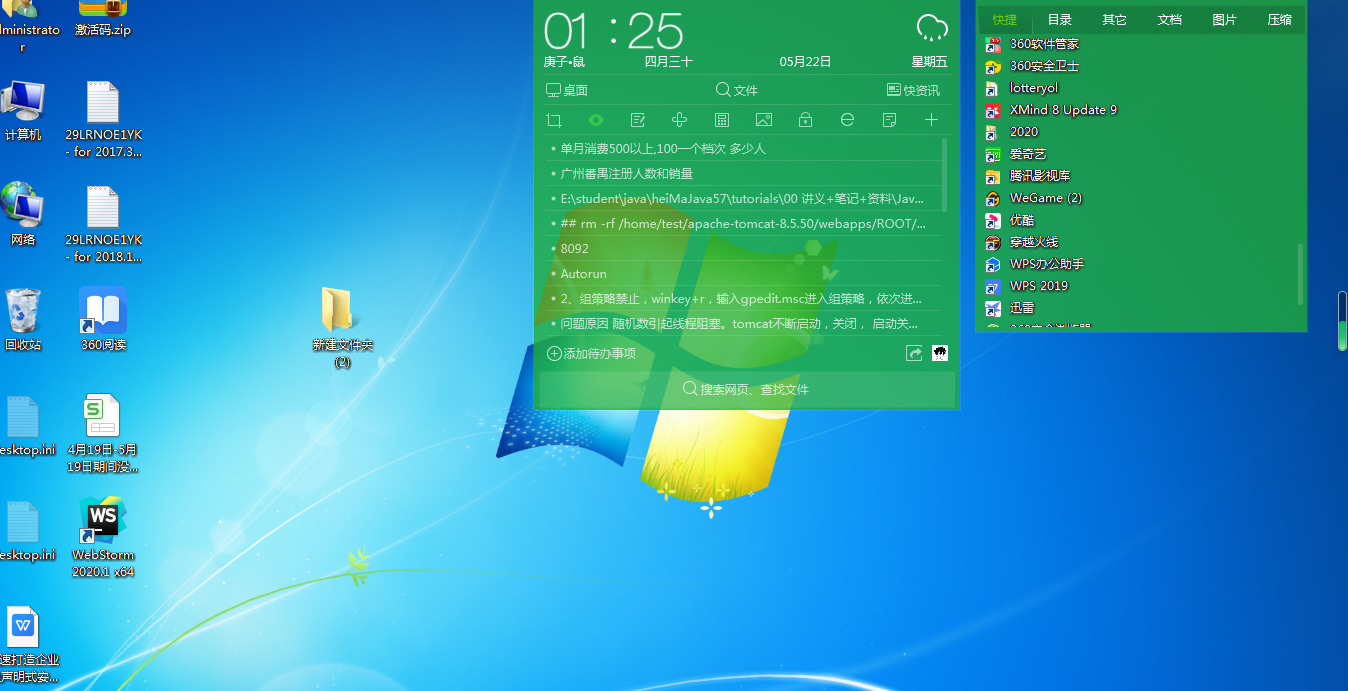 dministrato
r
激活码.zip
计算机
29LRNOE1YK
- for 2017.3...
网络
29LRNOE1YK
- for 2018.1...
回收站
360阅读
新建文件夹
(2)
esktop.ini
S
4月19日-5月
19日期间没...
esktop.ini
WS
WebStorm
2020.1 x64
W
速打造企业
声明式安...
01 : 25
庚子•鼠 四月三十 05月22日 星期五
桌面 文件 快资讯
• 单月消费500以上,100一个档次 多少人
• 广州番禺注册人数和销量
• E:\student\java\heiMaJava57\tutorials\00 讲义+笔记+资料\Jav...
• ## rm -rf /home/test/apache-tomcat-8.5.50/webapps/ROOT/...
• 8092
• Autorun
• 2、组策略禁止，winkey+r，输入gpedit.msc进入组策略，依次进...
• 问题原因 随机数引起线程阻塞。tomcat不断启动，关闭， 启动关...
添加待办事项
搜索网页、查找文件
快捷 目录 其它 文档 图片 压缩
360软件管家
360安全卫士
lotteryol
XMind 8 Update 9
2020
爱奇艺
腾讯影视库
WeGame (2)
优酷
穿越火线
WPS办公助手
WPS 2019
迅雷